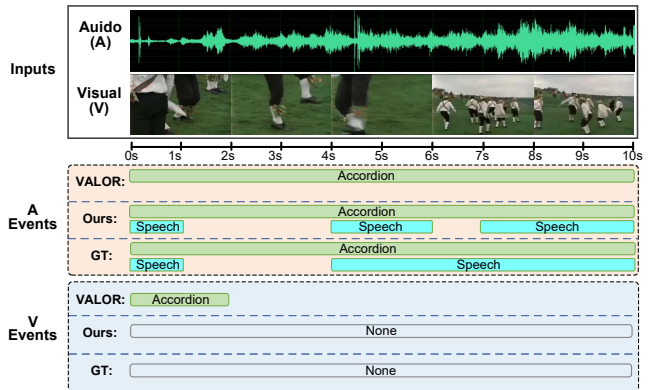 Inputs
Auido
(A)
Visual
(V)
0s 1s 2s 3s 4s 5s 6s 7s 8s 9s 10s
A
Events
VALOR: Accordion
Ours: Accordion
Speech Speech Speech
GT: Accordion
Speech Speech
V
Events
VALOR: Accordion
Ours: None
GT: None